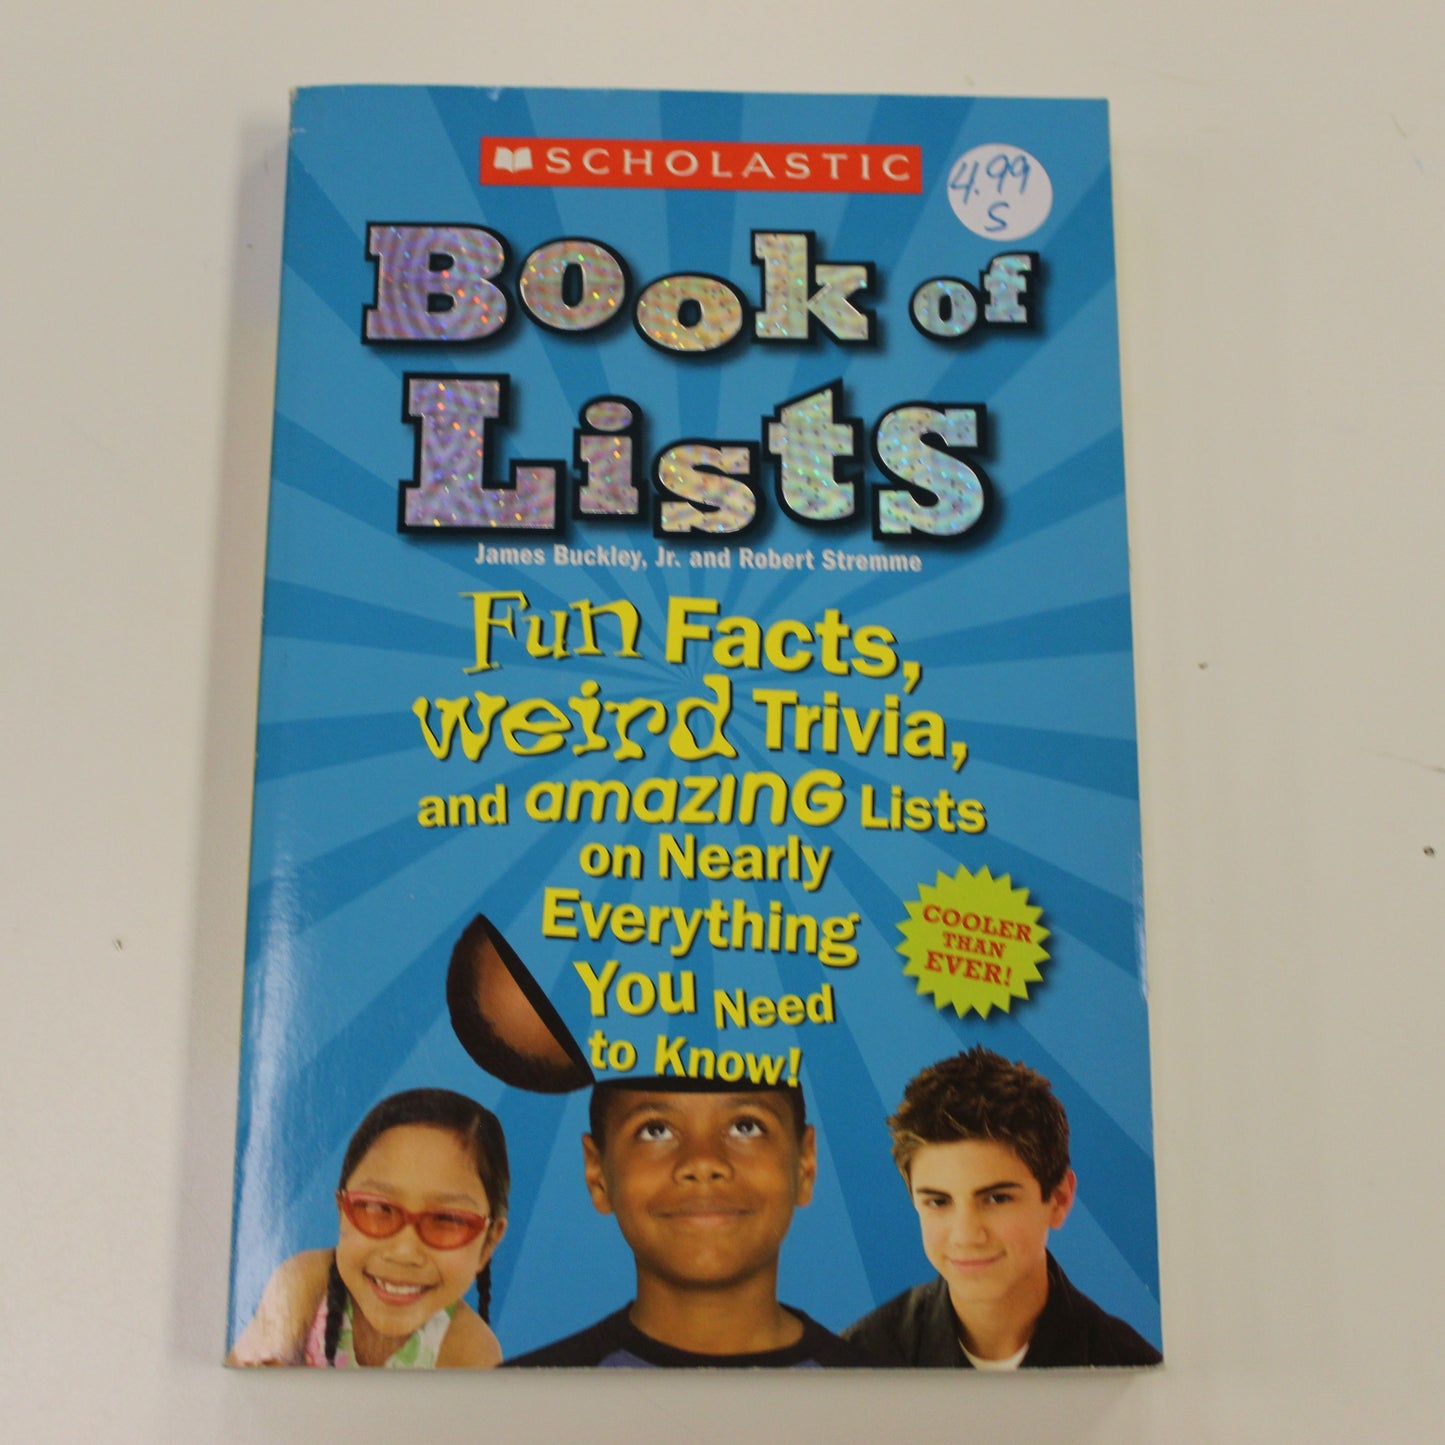 SCHOLASTIC
4.99
S
Book of
Lists
James Buckley, Jr. and Robert Stremme
Fun Facts,
weird Trivia,
and amazing Lists
on Nearly
Everything
You Need
to Know!
COOLER
THAN
EVER!